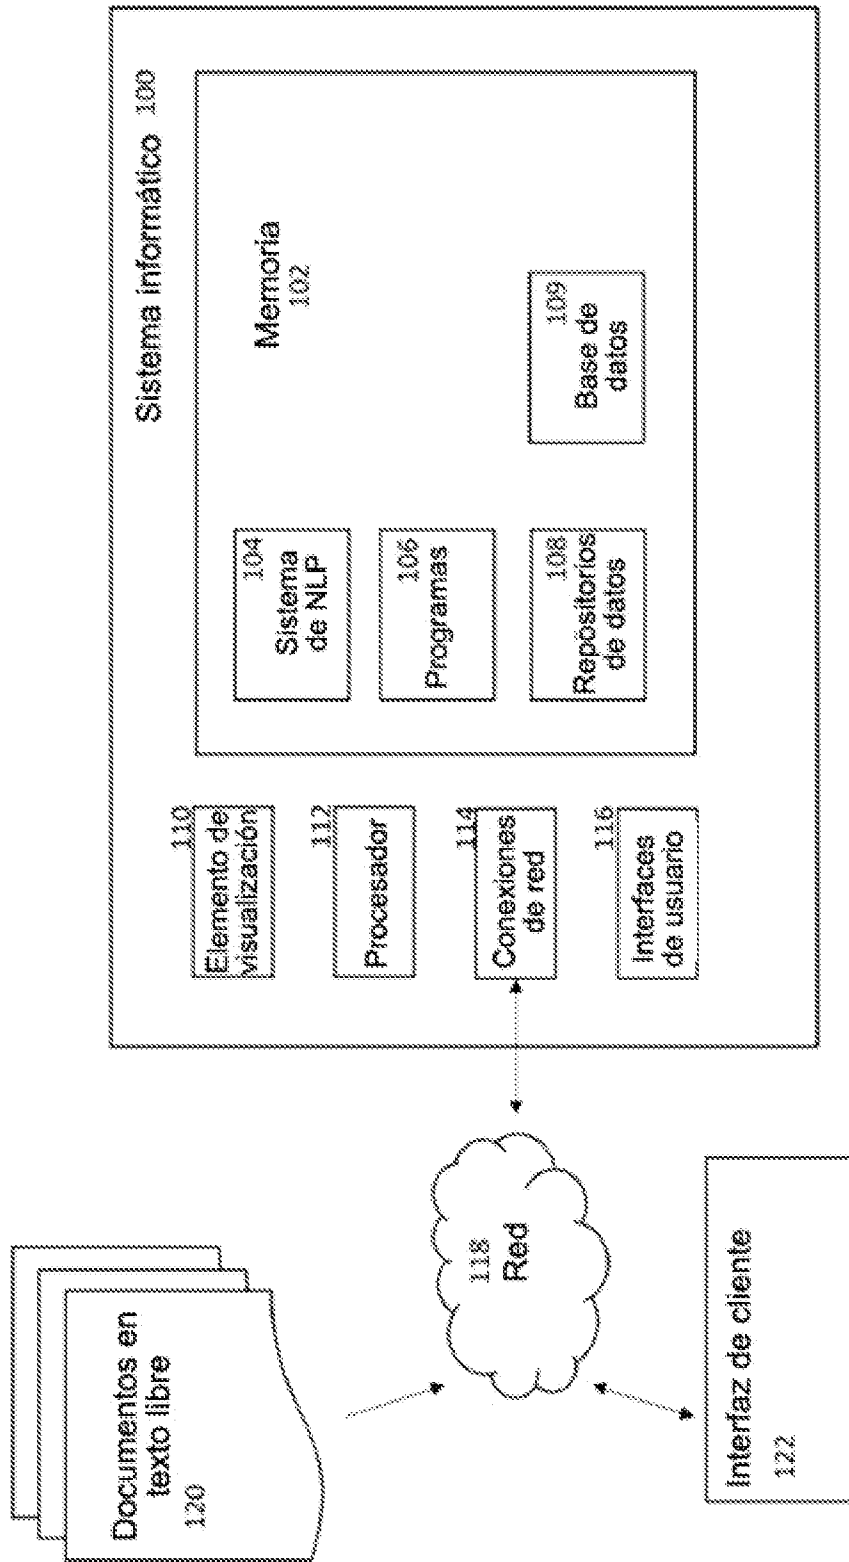 Documentos en
texto libre
120
118
Red
Interfaz de cliente
122
Sistema informático 100
110
Elemento de
visualización
112
Procesador
114
Conexiones
de red
116
Interfaces
de usuario
Memoria
102
104
Sistema
de NLP
106
Programas
108
Repositorios
de datos
109
Base de
datos